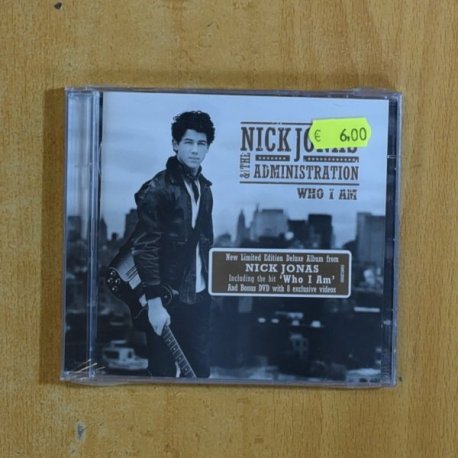 NICK JONAS
€ 6,00
& THE ADMINISTRATION
WHO I AM
New Limited Edition Deluxe Album from
NICK JONAS
Including the hit 'Who I Am'
And Bonus DVD with 8 exclusive videos